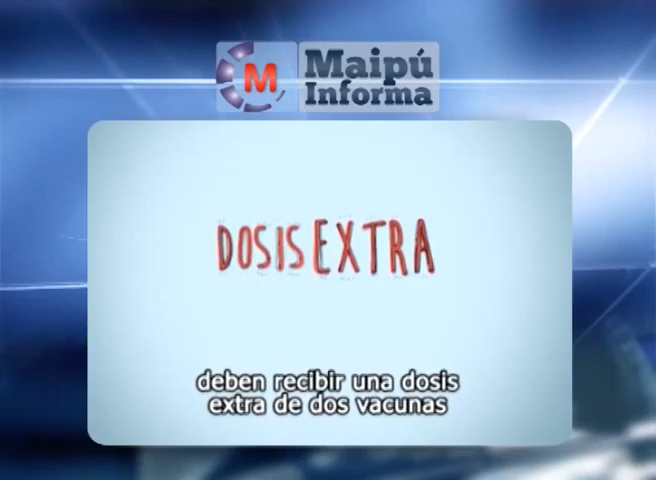 M
Maipú
Informa
DOSIS EXTRA
deben recibir una dosis
extra de dos vacunas